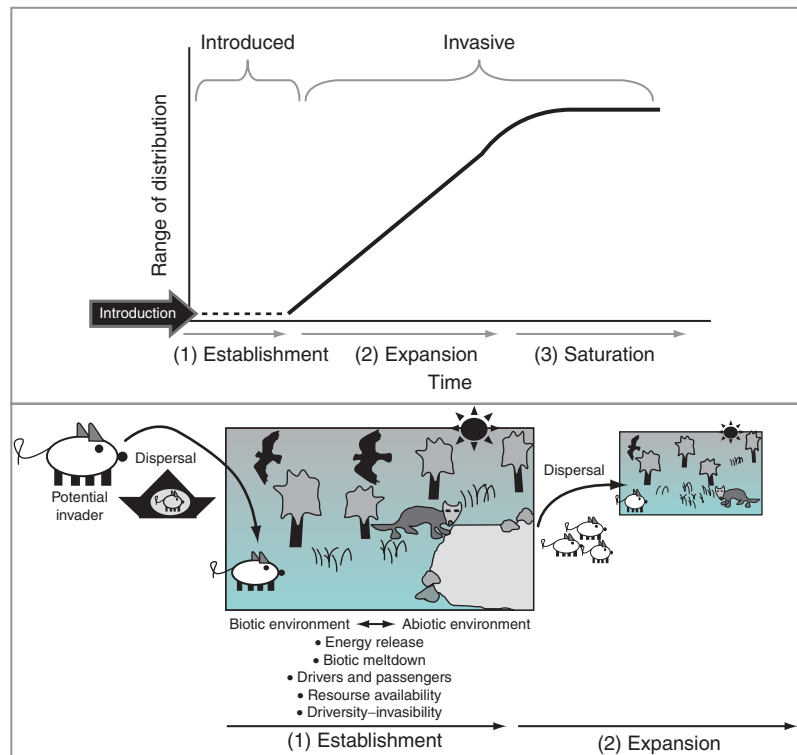 Introduced
Invasive
Range of distribution
Introduction
(1) Establishment
(2) Expansion
(3) Saturation
Time
Potential
invader
Dispersal
Dispersal
Biotic environment
Abiotic environment
• Energy release
• Biotic meltdown
• Drivers and passengers
• Resourse availability
• Driversity–invasibility
(1) Establishment
(2) Expansion